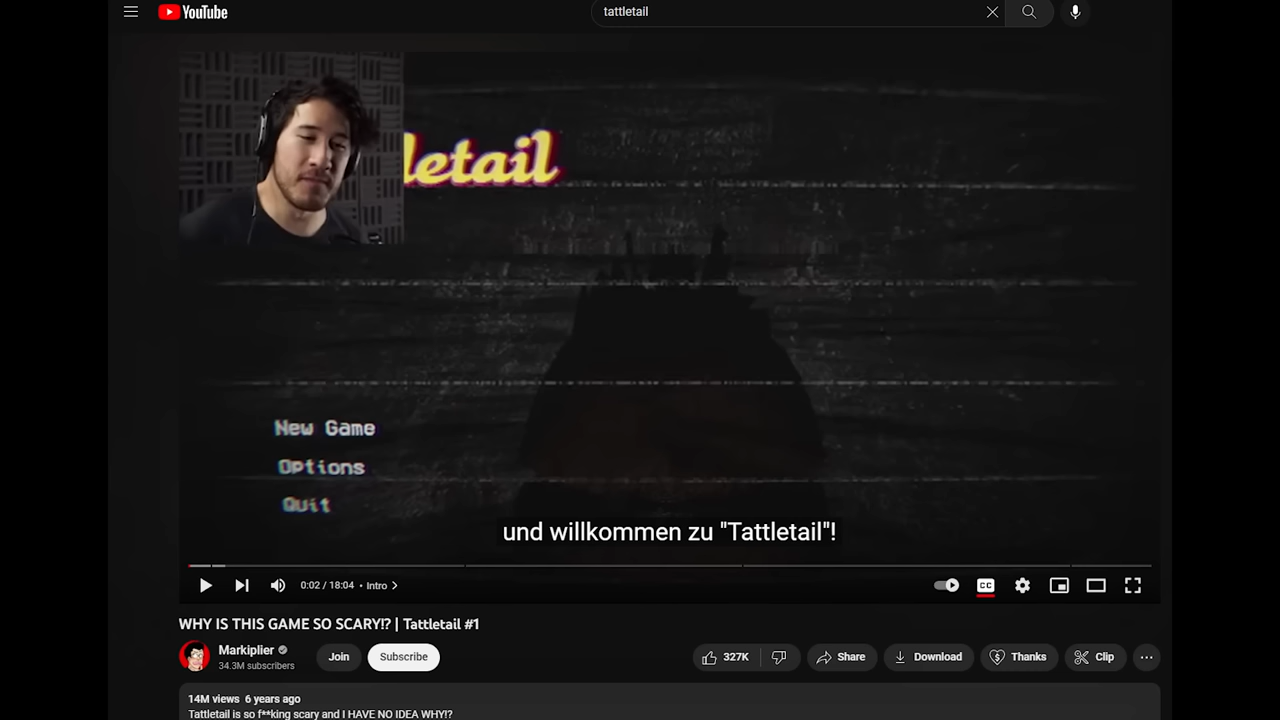 YouTube
tattletail
letail
New Game
Options
Quit
und willkommen zu "Tattletail"!
0:02 / 18:04 • Intro >
CC
WHY IS THIS GAME SO SCARY!? | Tattletail #1
Markiplier
34.3M subscribers
Join
Subscribe
327K
Share
Download
Thanks
Clip
14M views 6 years ago
Tattletail is so f**king scary and I HAVE NO IDEA WHY!?